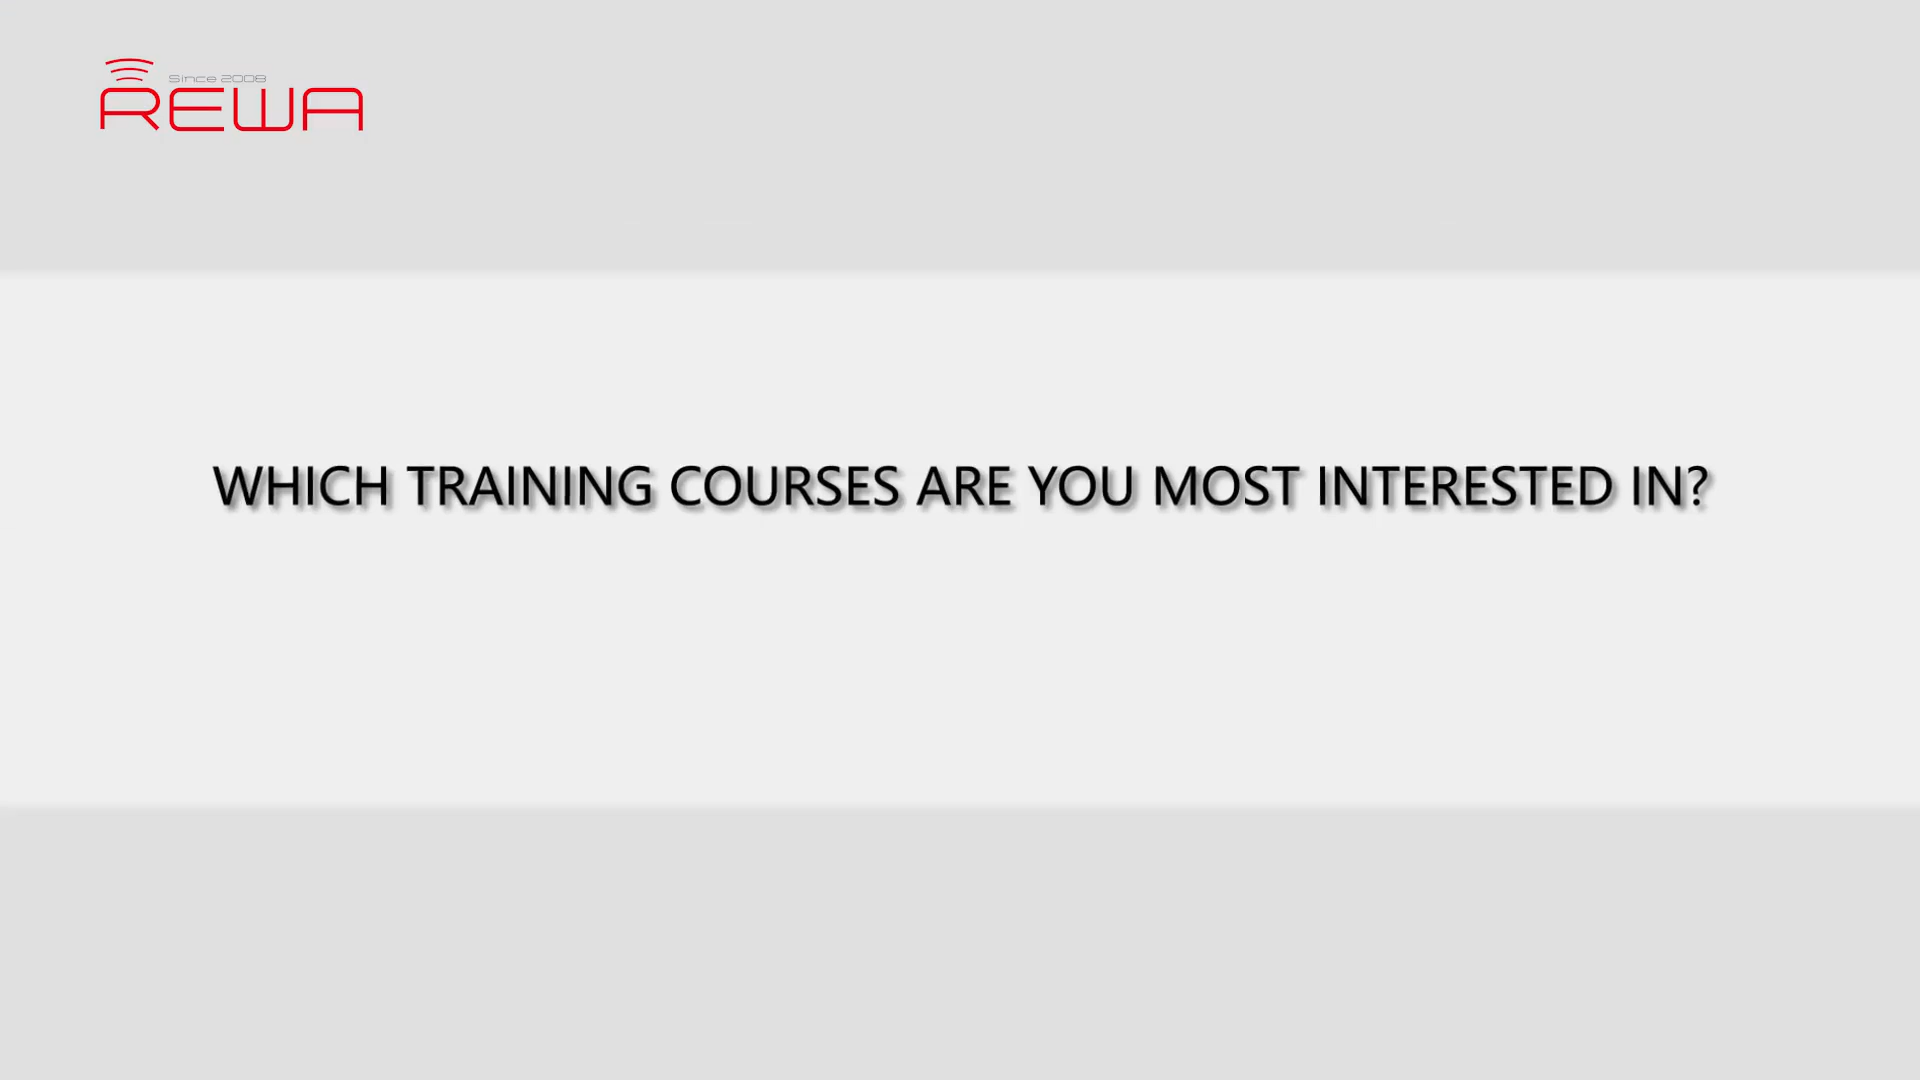 Since 2008
REWA
WHICH TRAINING COURSES ARE YOU MOST INTERESTED IN?